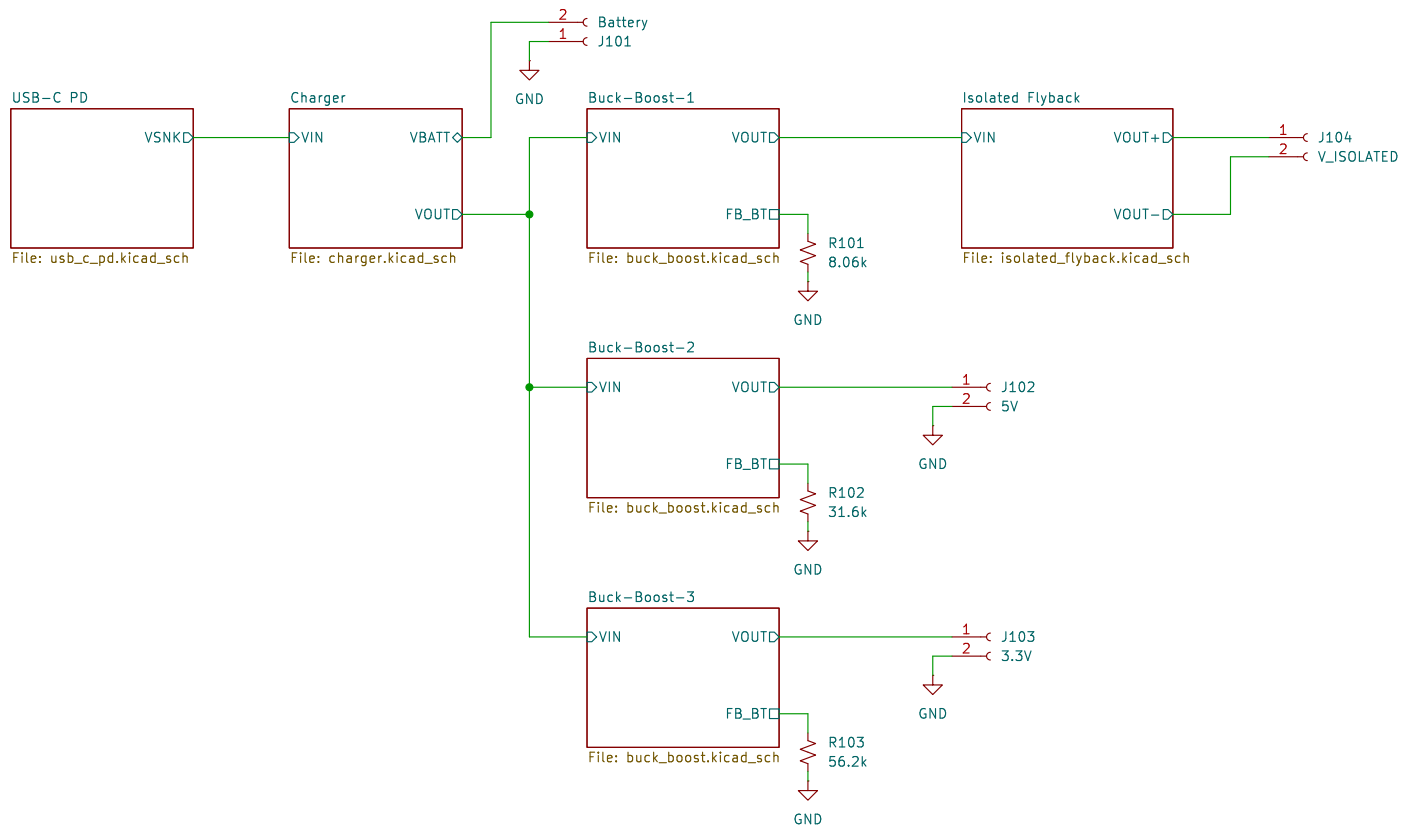 2 Battery
1 J101
GND
USB-C PD
VSNK
File: usb_c_pd.kicad_sch
Charger
VIN VBATT
VOUT
File: charger.kicad_sch
Buck-Boost-1
VIN VOUT
FB_BT
File: buck_boost.kicad_sch
R101
8.06k
GND
Isolated Flyback
VIN VOUT+
VOUT-
File: isolated_flyback.kicad_sch
1 J104
2 V_ISOLATED
Buck-Boost-2
VIN VOUT
FB_BT
File: buck_boost.kicad_sch
1 J102
2 5V
GND
R102
31.6k
GND
Buck-Boost-3
VIN VOUT
FB_BT
File: buck_boost.kicad_sch
1 J103
2 3.3V
GND
R103
56.2k
GND